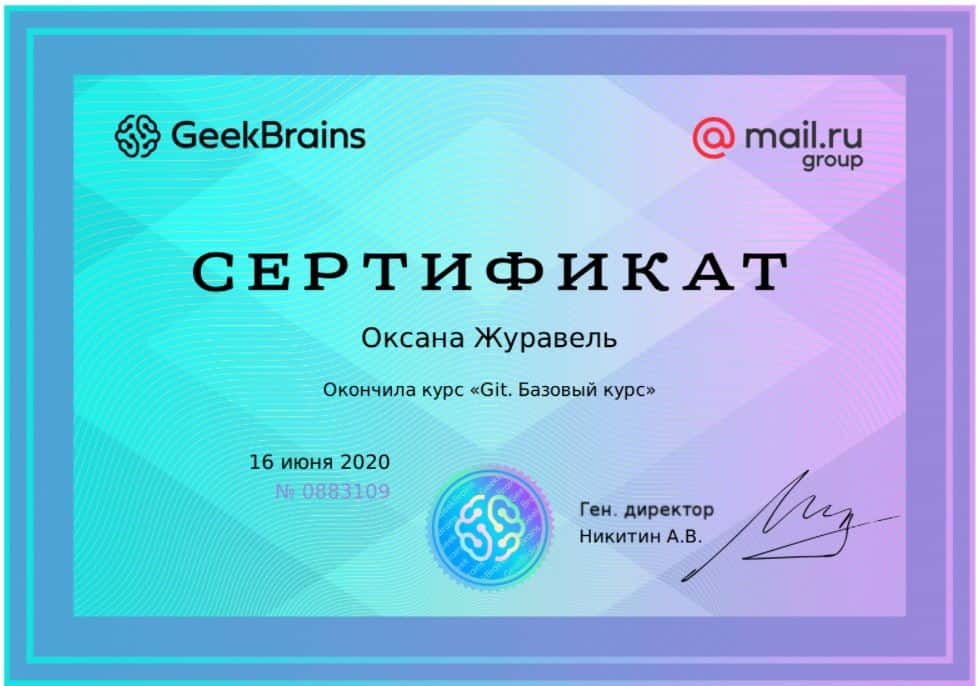 GeekBrains
mail.ru
group
СЕРТИФИКАТ
Оксана Журавель
Окончила курс «Git. Базовый курс»
16 июня 2020
№ 0883109
Ген. директор
Никитин А.В.